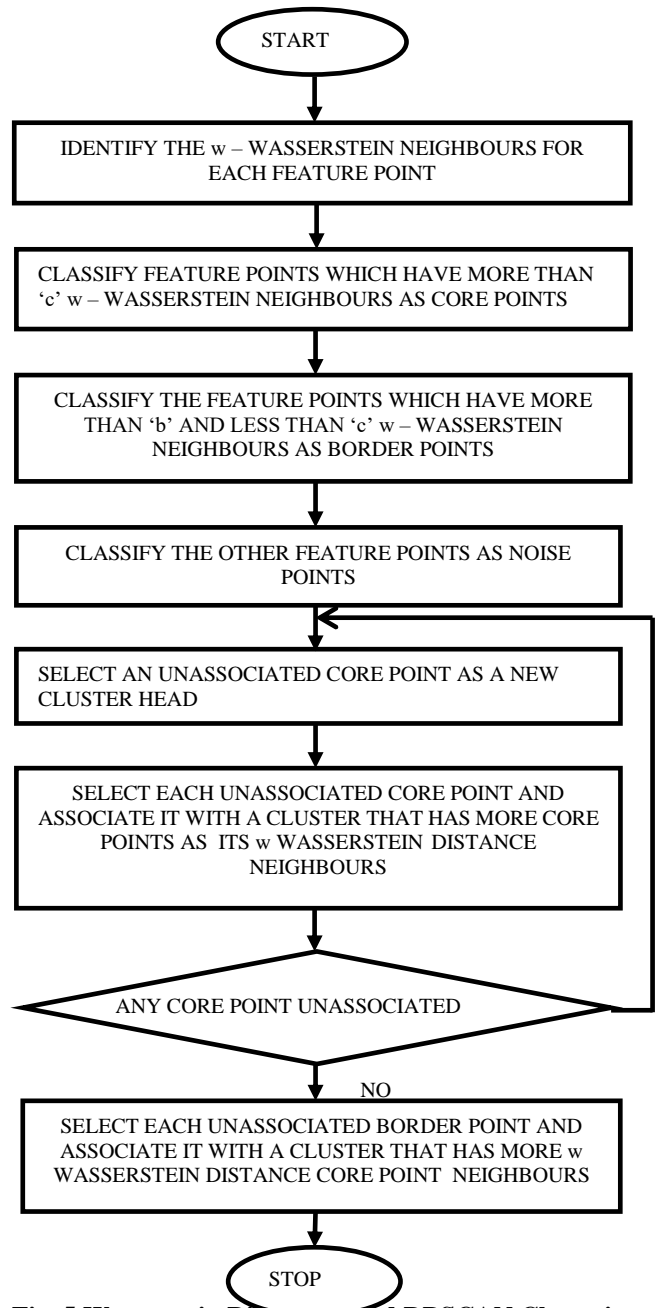 START
IDENTIFY THE w – WASSERSTEIN NEIGHBOURS FOR
EACH FEATURE POINT
CLASSIFY FEATURE POINTS WHICH HAVE MORE THAN
‘c’ w – WASSERSTEIN NEIGHBOURS AS CORE POINTS
CLASSIFY THE FEATURE POINTS WHICH HAVE MORE
THAN ‘b’ AND LESS THAN ‘c’ w – WASSERSTEIN
NEIGHBOURS AS BORDER POINTS
CLASSIFY THE OTHER FEATURE POINTS AS NOISE
POINTS
SELECT AN UNASSOCIATED CORE POINT AS A NEW
CLUSTER HEAD
SELECT EACH UNASSOCIATED CORE POINT AND
ASSOCIATE IT WITH A CLUSTER THAT HAS MORE CORE
POINTS AS ITS w WASSERSTEIN DISTANCE
NEIGHBOURS
ANY CORE POINT UNASSOCIATED
NO
SELECT EACH UNASSOCIATED BORDER POINT AND
ASSOCIATE IT WITH A CLUSTER THAT HAS MORE w
WASSERSTEIN DISTANCE CORE POINT NEIGHBOURS
STOP